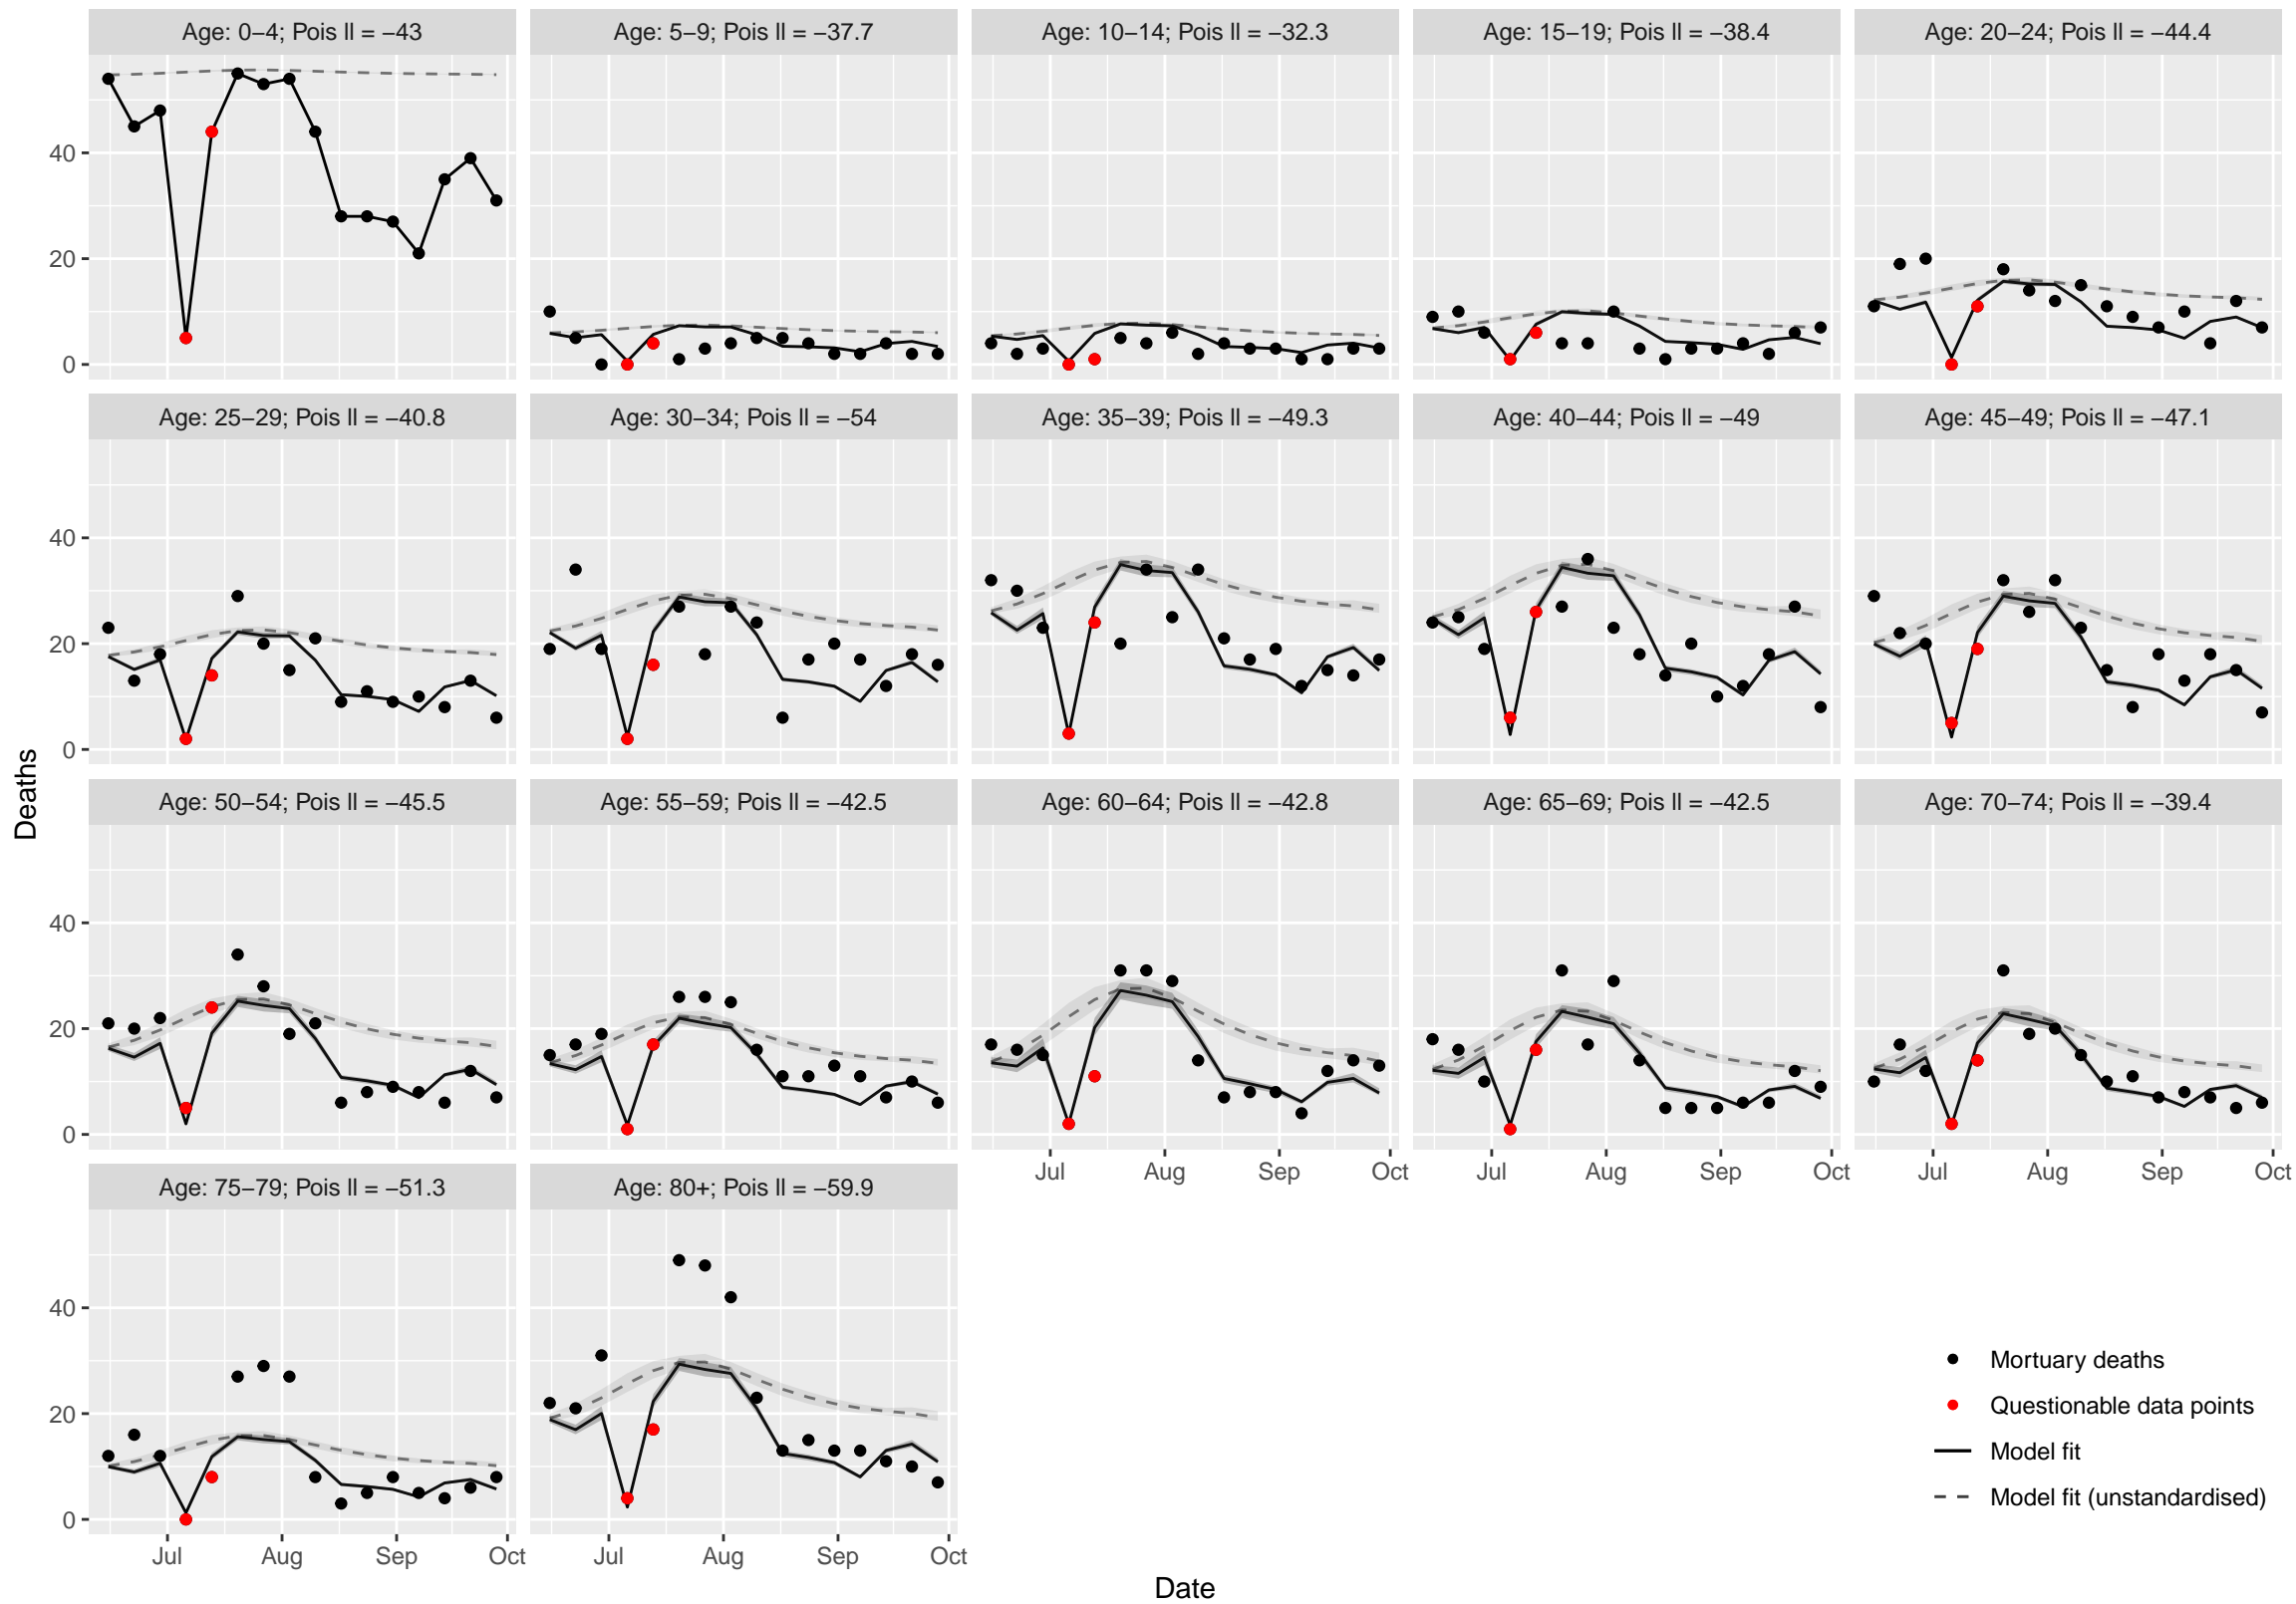 Age: 0−4; Pois ll = −43
Age: 5−9; Pois ll = −37.7
Age: 10−14; Pois ll = −32.3
Age: 15−19; Pois ll = −38.4
Age: 20−24; Pois ll = −44.4
40
20
0
Age: 25−29; Pois ll = −40.8
Age: 30−34; Pois ll = −54
Age: 35−39; Pois ll = −49.3
Age: 40−44; Pois ll = −49
Age: 45−49; Pois ll = −47.1
40
20
0
Deaths
Age: 50−54; Pois ll = −45.5
Age: 55−59; Pois ll = −42.5
Age: 60−64; Pois ll = −42.8
Age: 65−69; Pois ll = −42.5
Age: 70−74; Pois ll = −39.4
40
20
0
Jul Aug Sep Oct
Jul Aug Sep Oct
Jul Aug Sep Oct
Age: 75−79; Pois ll = −51.3
Age: 80+; Pois ll = −59.9
40
20
0
Jul Aug Sep Oct
Jul Aug Sep Oct
Mortuary deaths
Questionable data points
Model fit
Model fit (unstandardised)
Date